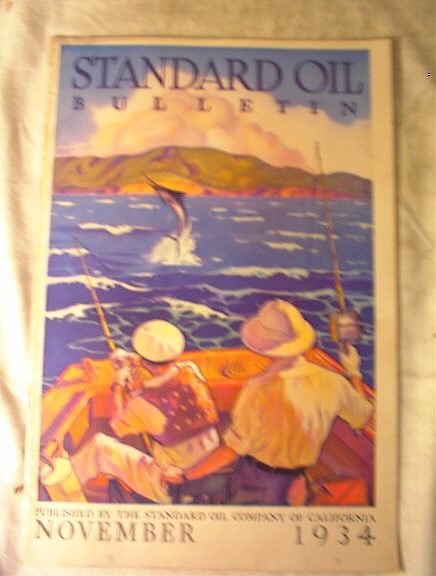 STANDARD OIL
BULLETIN
PUBLISHED BY THE STANDARD OIL COMPANY OF CALIFORNIA
NOVEMBER 1934